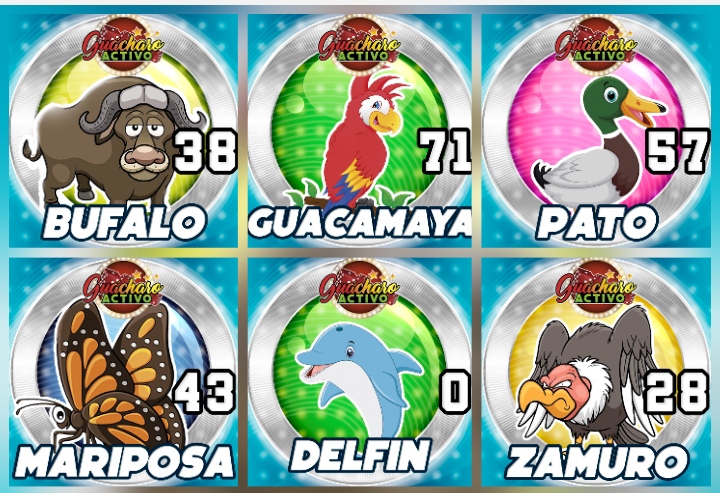 Guacharo
ACTIVO
38
BUFALO
Guacharo
ACTIVO
71
GUACAMAYA
Guacharo
ACTIVO
57
PATO
Guacharo
ACTIVO
43
MARIPOSA
Guacharo
ACTIVO
0
DELFIN
Guacharo
ACTIVO
28
ZAMURO